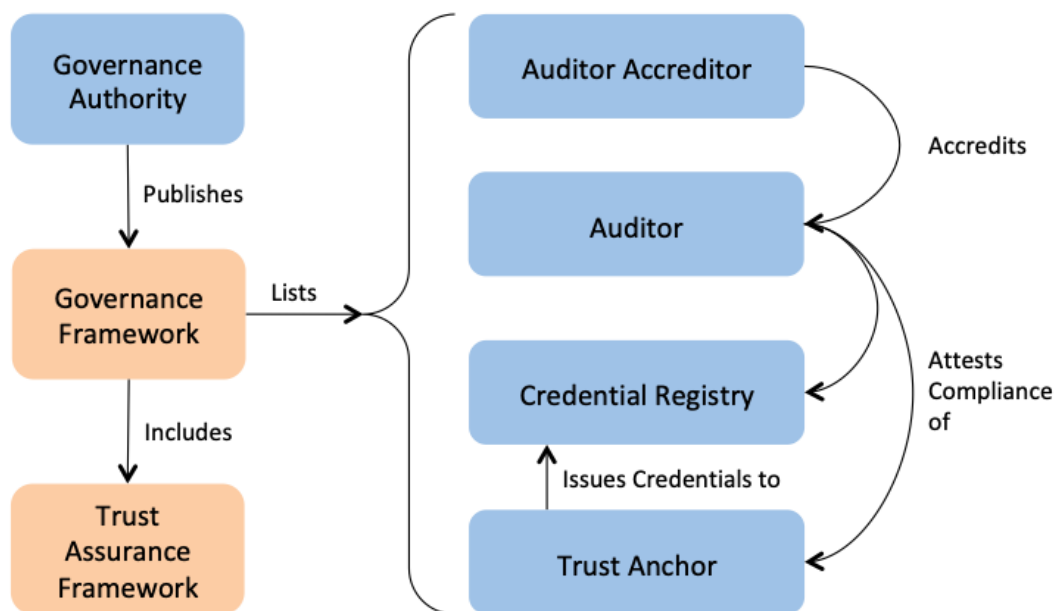 Governance
Authority
Publishes
Governance
Framework
Lists
Includes
Trust
Assurance
Framework
Auditor Accreditor
Accredits
Auditor
Attests
Compliance
of
Credential Registry
Issues Credentials to
Trust Anchor